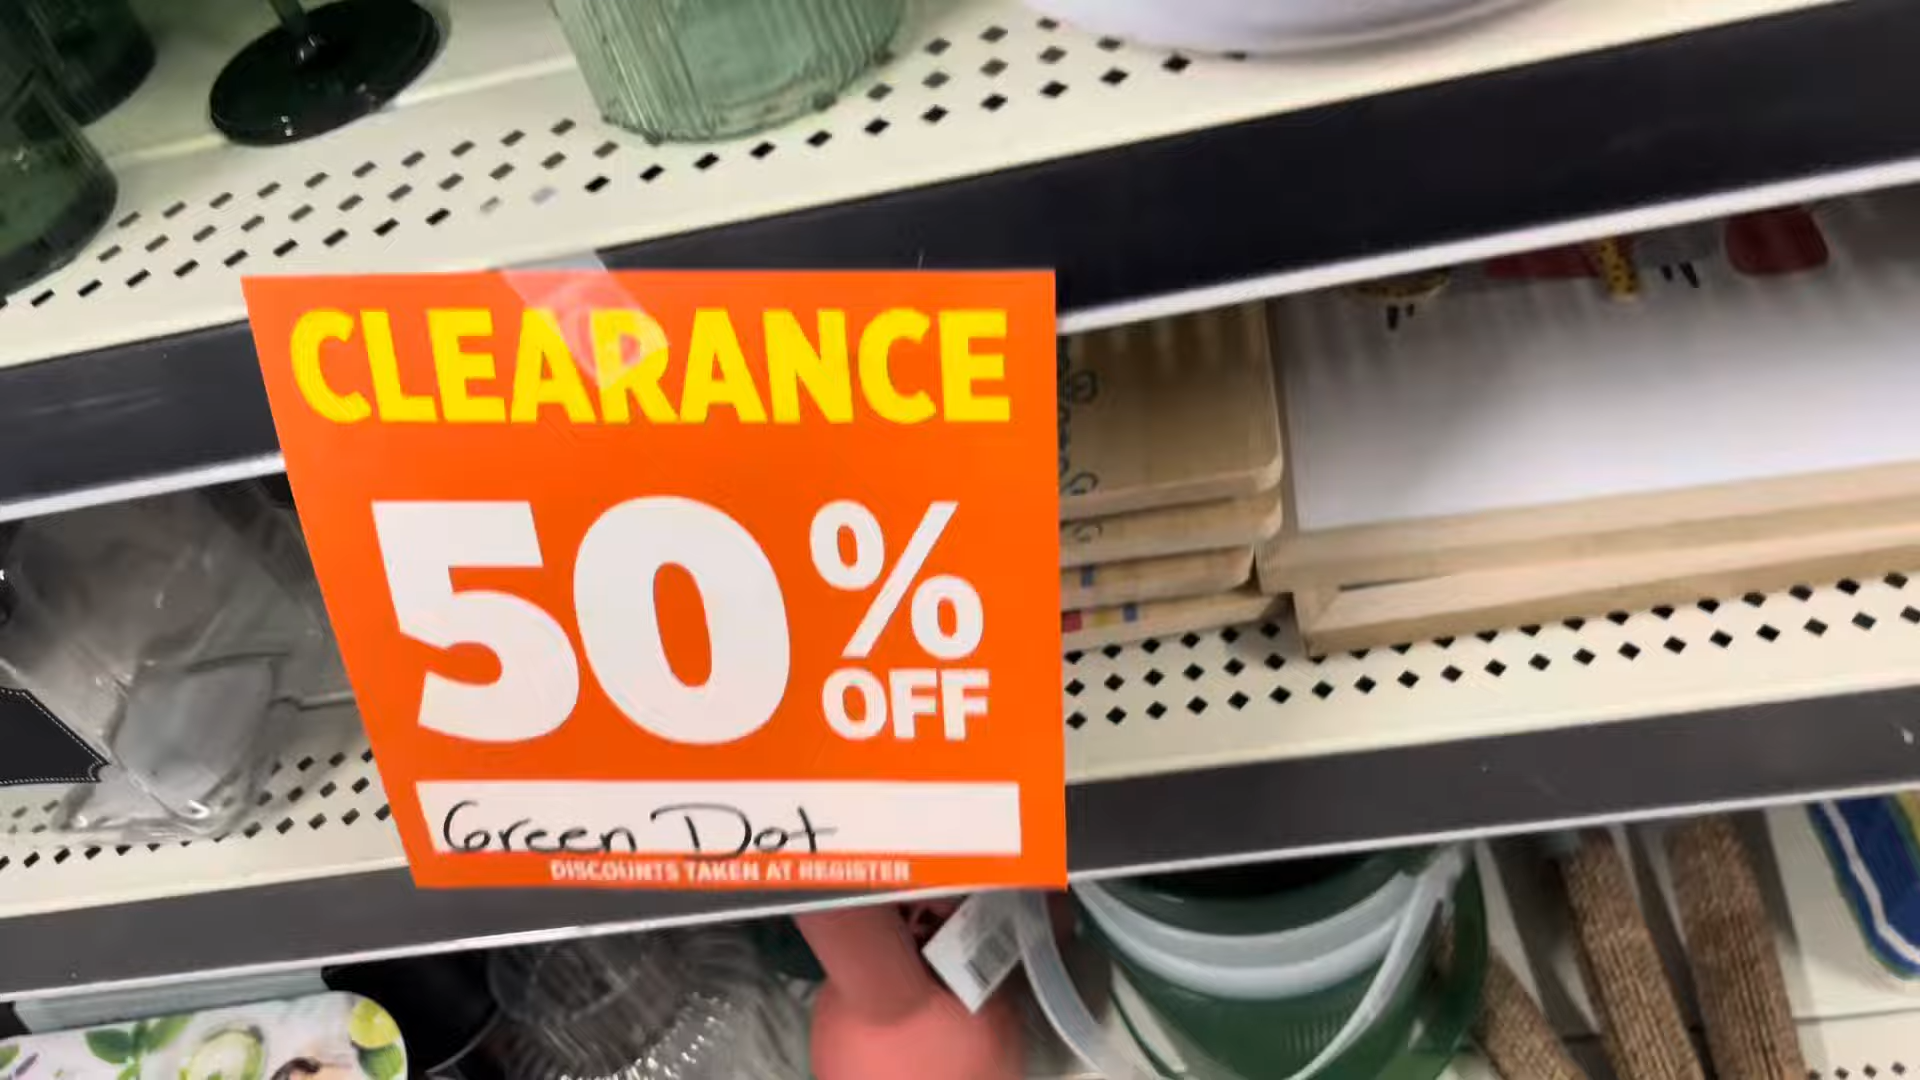 CLEARANCE
50%
OFF
Green Dot
DISCOUNTS TAKEN AT REGISTER